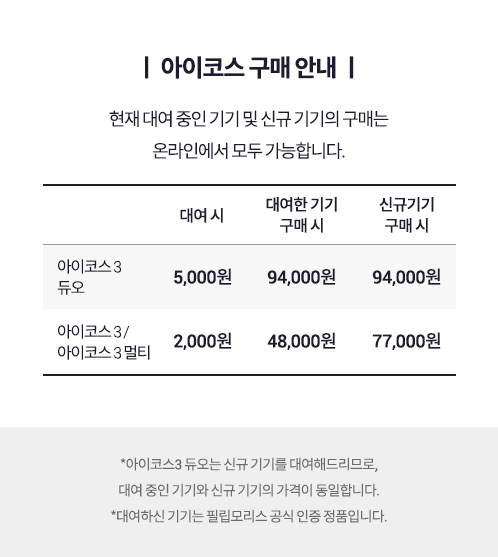 | 아이코스 구매 안내 |
현재 대여 중인 기기 및 신규 기기의 구매는
온라인에서 모두 가능합니다.
대여 시 대여한 기기 구매 시 신규기기 구매 시
아이코스 3
듀오 5,000원 94,000원 94,000원
아이코스 3 /
아이코스 3 멀티 2,000원 48,000원 77,000원
*아이코스3 듀오는 신규 기기를 대여해드리므로,
대여 중인 기기와 신규 기기의 가격이 동일합니다.
*대여하신 기기는 필립모리스 공식 인증 정품입니다.